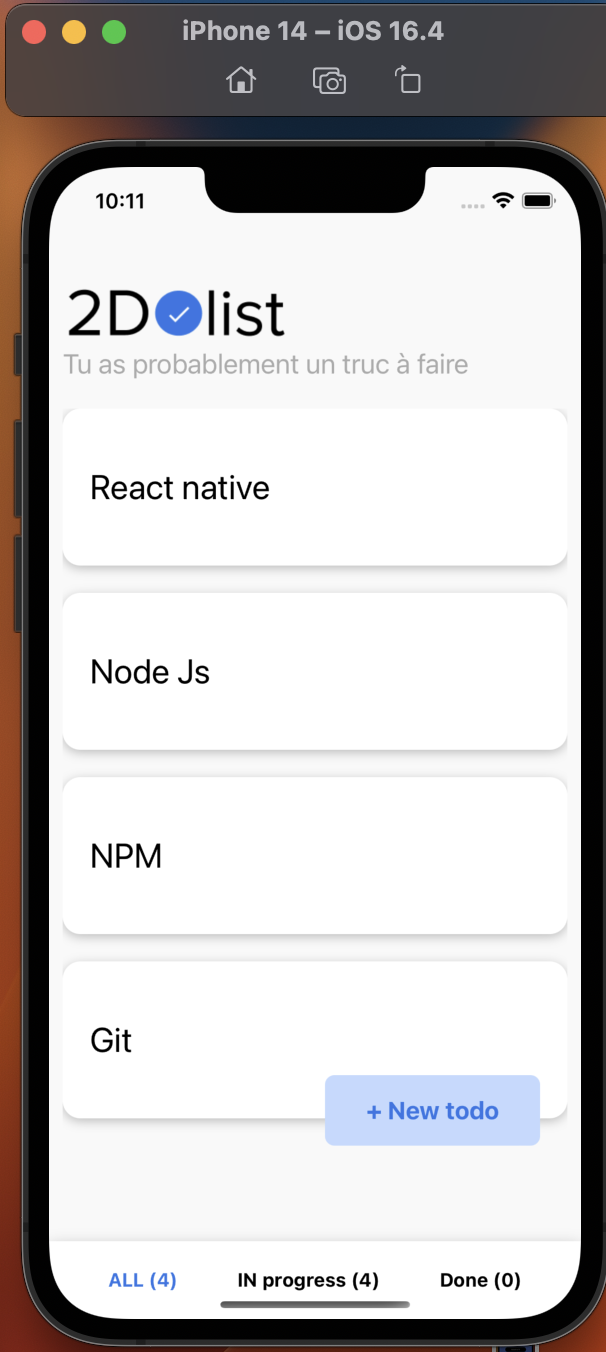 iPhone 14 – iOS 16.4
10:11
2D list
Tu as probablement un truc à faire
React native
Node Js
NPM
Git
+ New todo
ALL (4) IN progress (4) Done (0)